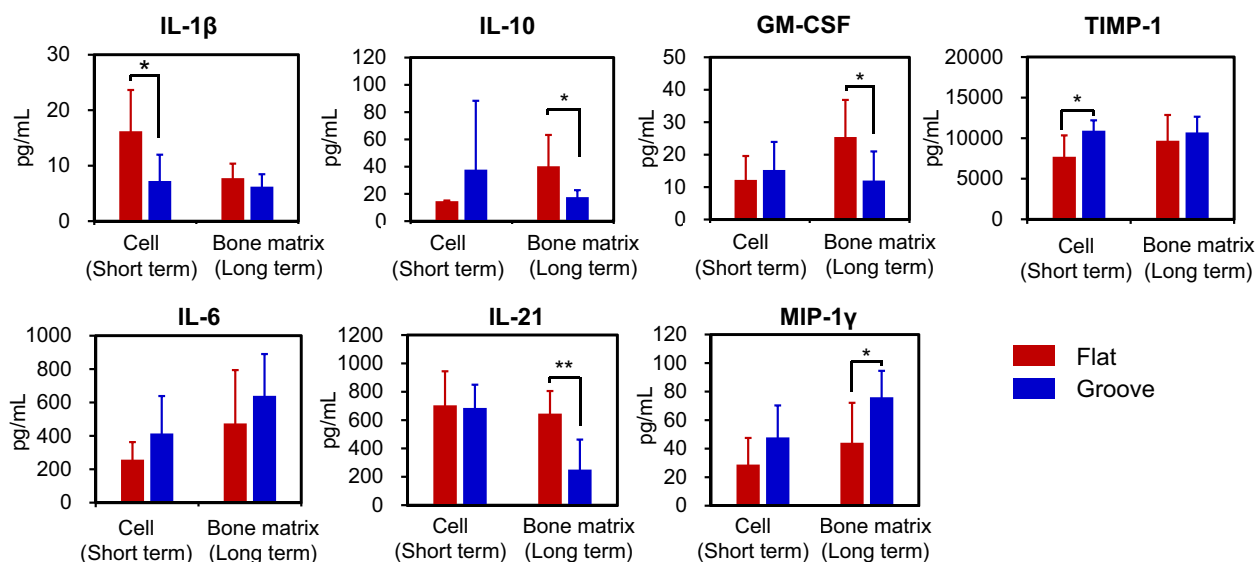 IL-1β
pg/mL
30
20
10
0
*
Cell
(Short term)
Bone matrix
(Long term)
IL-10
pg/mL
120
100
80
60
40
20
0
*
Cell
(Short term)
Bone matrix
(Long term)
GM-CSF
pg/mL
50
40
30
20
10
0
*
Cell
(Short term)
Bone matrix
(Long term)
TIMP-1
pg/mL
20000
15000
10000
5000
0
*
Cell
(Short term)
Bone matrix
(Long term)
IL-6
pg/mL
1000
800
600
400
200
0
Cell
(Short term)
Bone matrix
(Long term)
IL-21
pg/mL
1200
1000
800
600
400
200
0
**
Cell
(Short term)
Bone matrix
(Long term)
MIP-1γ
pg/mL
120
100
80
60
40
20
0
*
Cell
(Short term)
Bone matrix
(Long term)
Flat
Groove